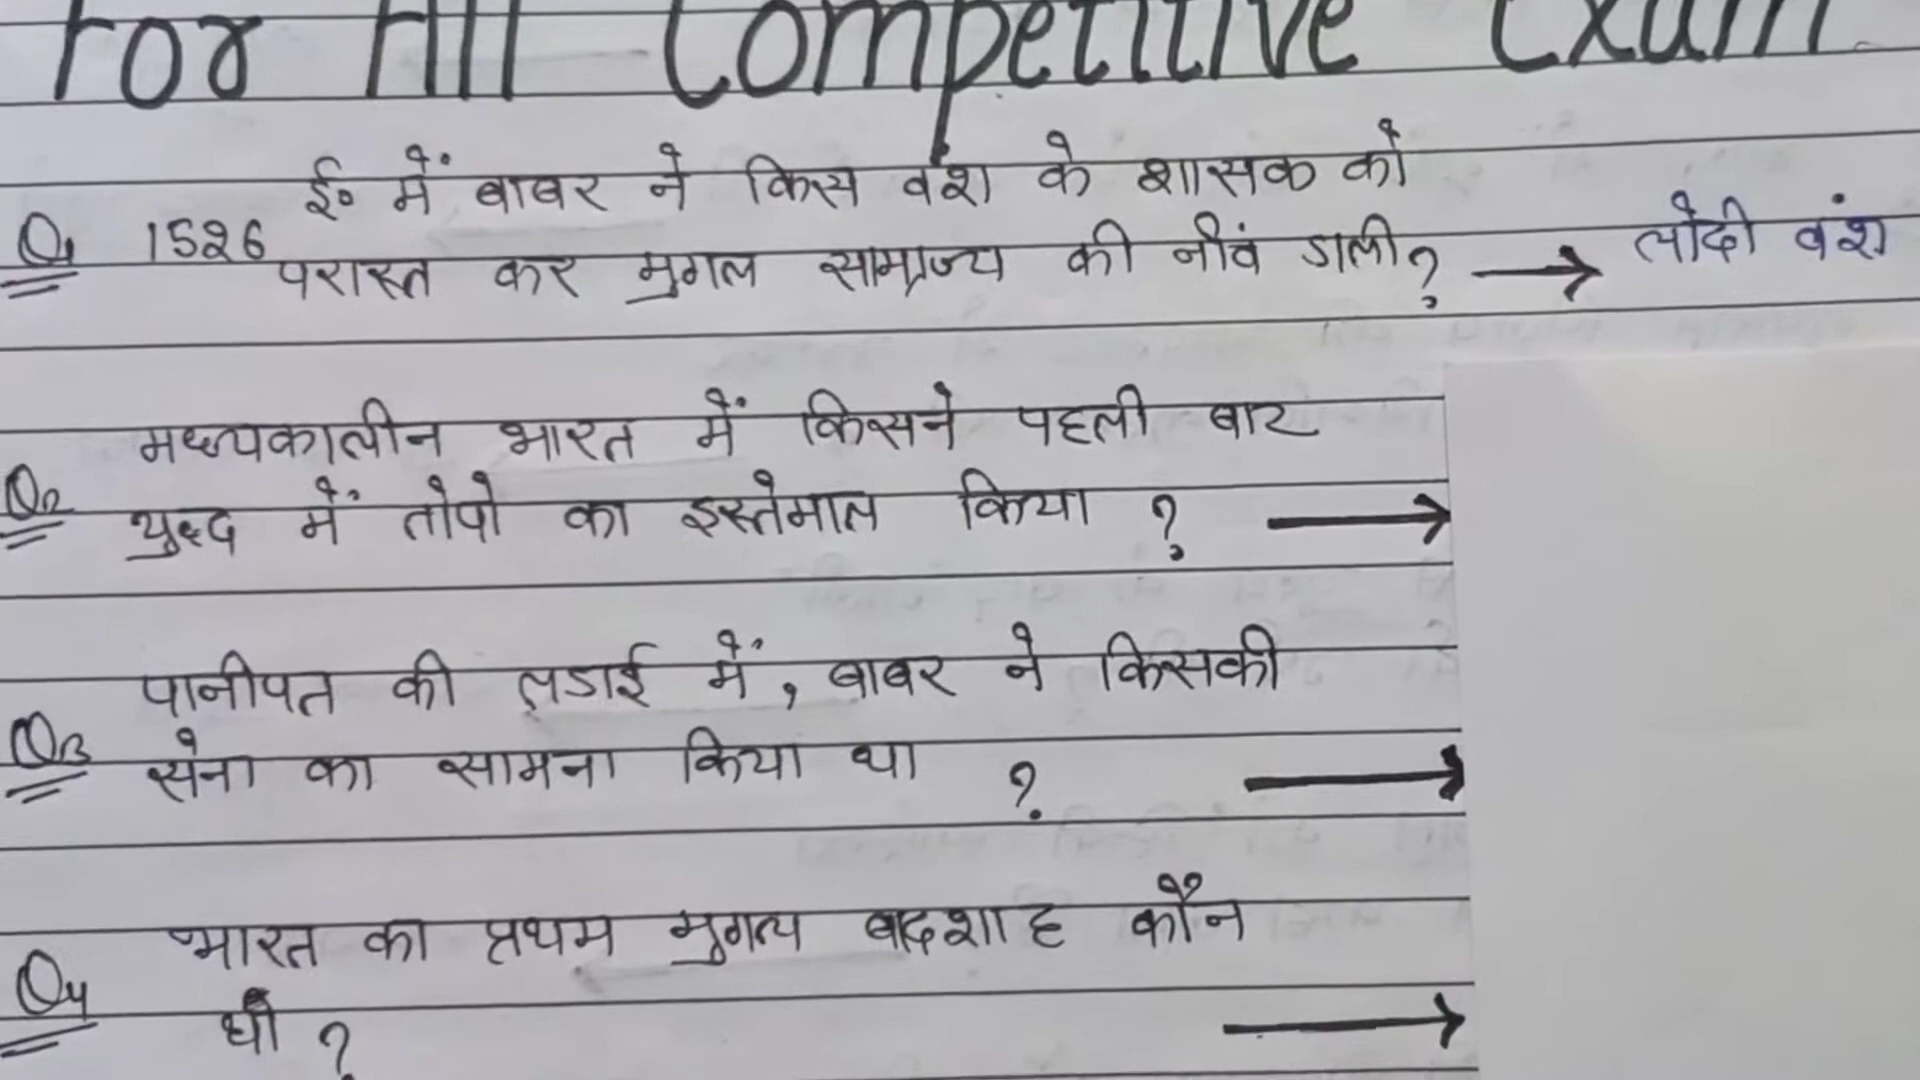 For All Competitive Exam
Q1 1526 ई० में बाबर ने किस वंश के शासक को
परास्त कर मुगल साम्राज्य की नीवं डाली? → लोदी वंश
Q2 मध्यकालीन भारत में किसने पहली बार
युद्ध में तोपो का इस्तेमाल किया ? →
Q3 पानीपत की लडाई में, बाबर ने किसकी
सेना का सामना किया था ? →
Q4 भारत का प्रथम मुगल बादशाह कौन
थी ? →